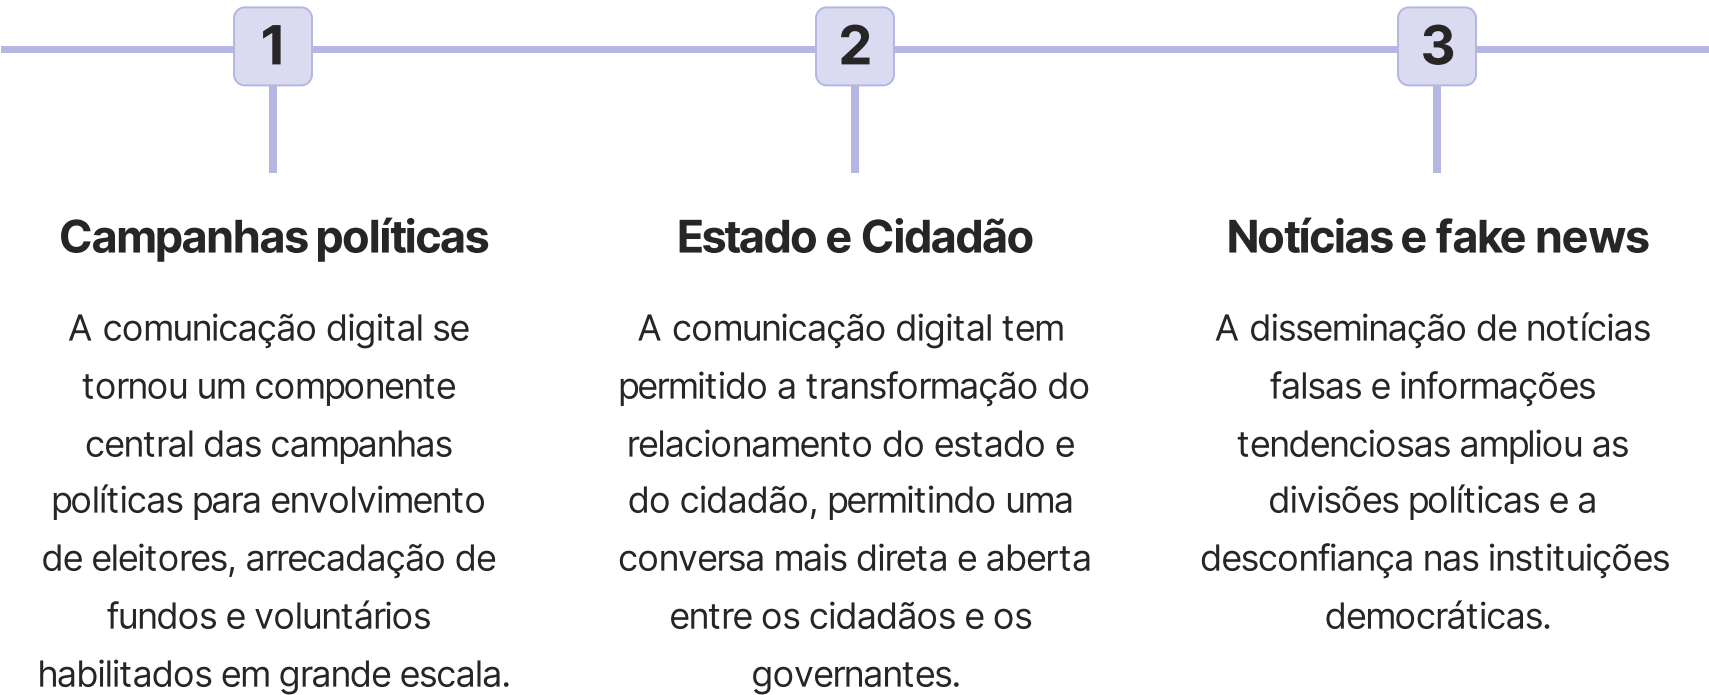 1
Campanhas políticas
A comunicação digital se
tornou um componente
central das campanhas
políticas para envolvimento
de eleitores, arrecadação de
fundos e voluntários
habilitados em grande escala.
2
Estado e Cidadão
A comunicação digital tem
permitido a transformação do
relacionamento do estado e
do cidadão, permitindo uma
conversa mais direta e aberta
entre os cidadãos e os
governantes.
3
Notícias e fake news
A disseminação de notícias
falsas e informações
tendenciosas ampliou as
divisões políticas e a
desconfiança nas instituições
democráticas.